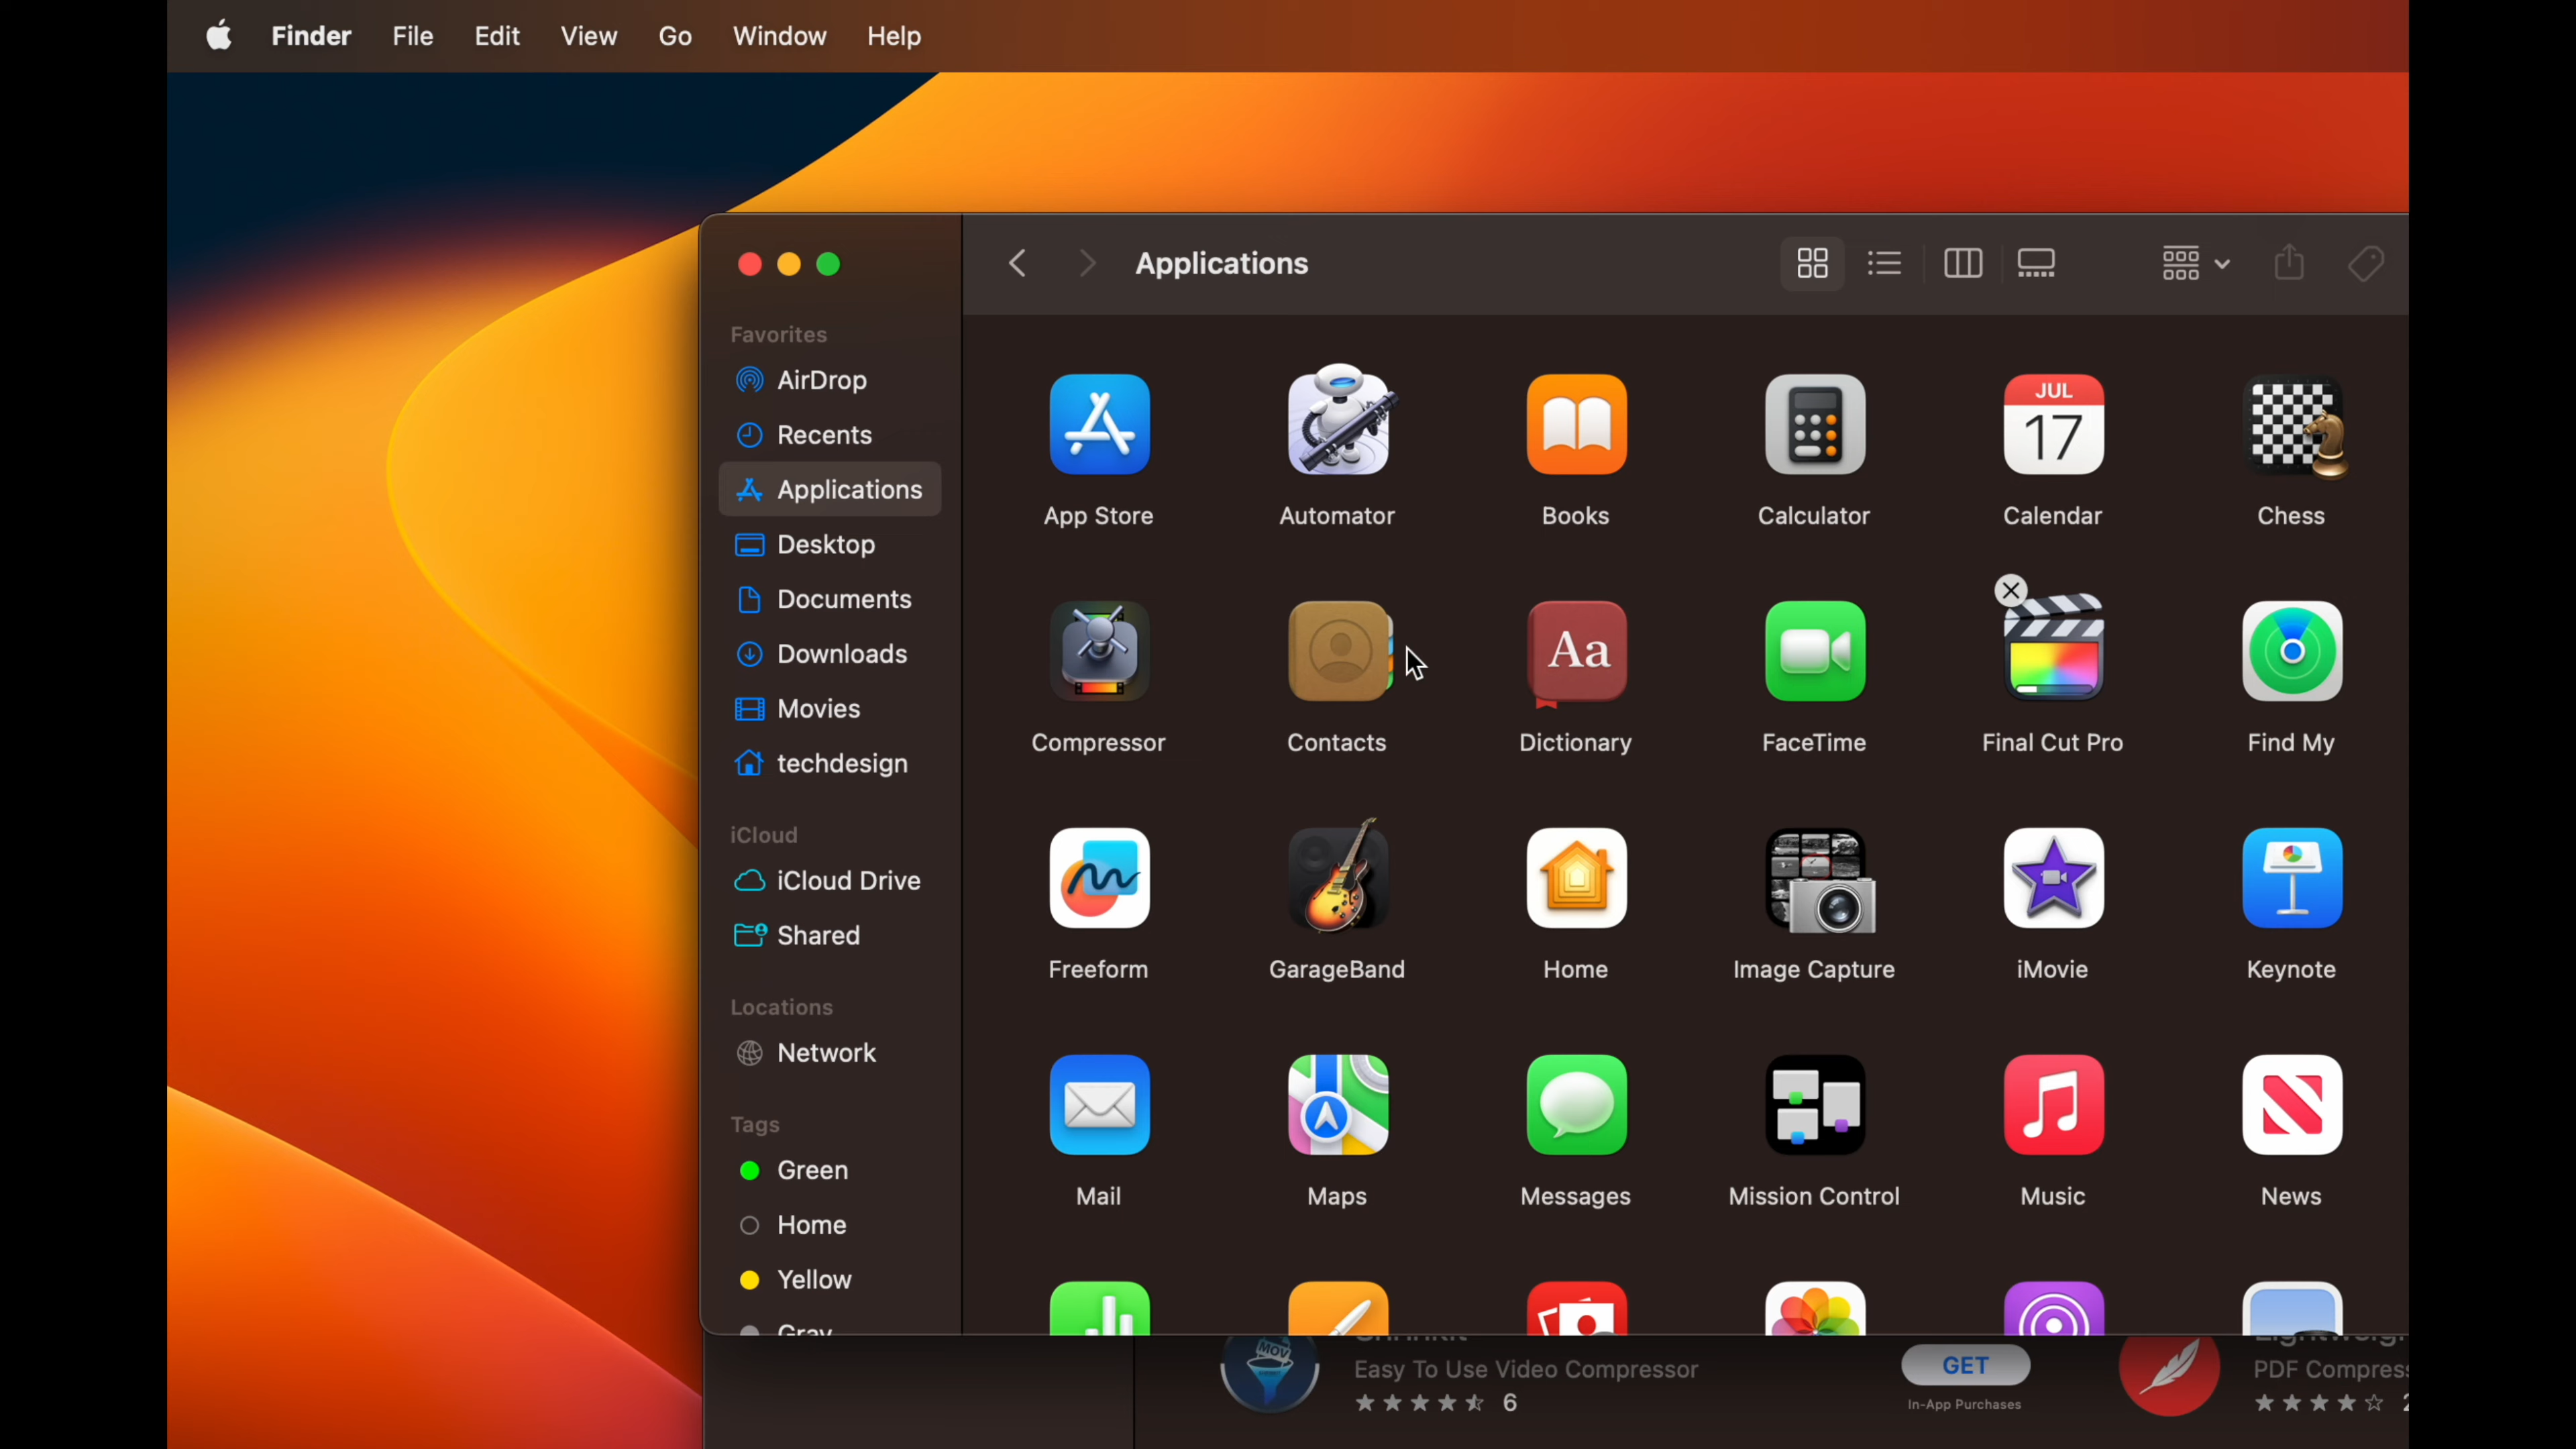 Finder File Edit View Go Window Help
Applications
Favorites
AirDrop
Recents
Applications
Desktop
Documents
Downloads
Movies
techdesign
iCloud
iCloud Drive
Shared
Locations
Network
Tags
Green
Home
Yellow
Gray
JUL
17
App Store Automator Books Calculator Calendar Chess
Aa
Compressor Contacts Dictionary FaceTime Final Cut Pro Find My
Freeform GarageBand Home Image Capture iMovie Keynote
Mail Maps Messages Mission Control Music News
MOV
Easy To Use Video Compressor
6
GET
In-App Purchases
PDF Compress